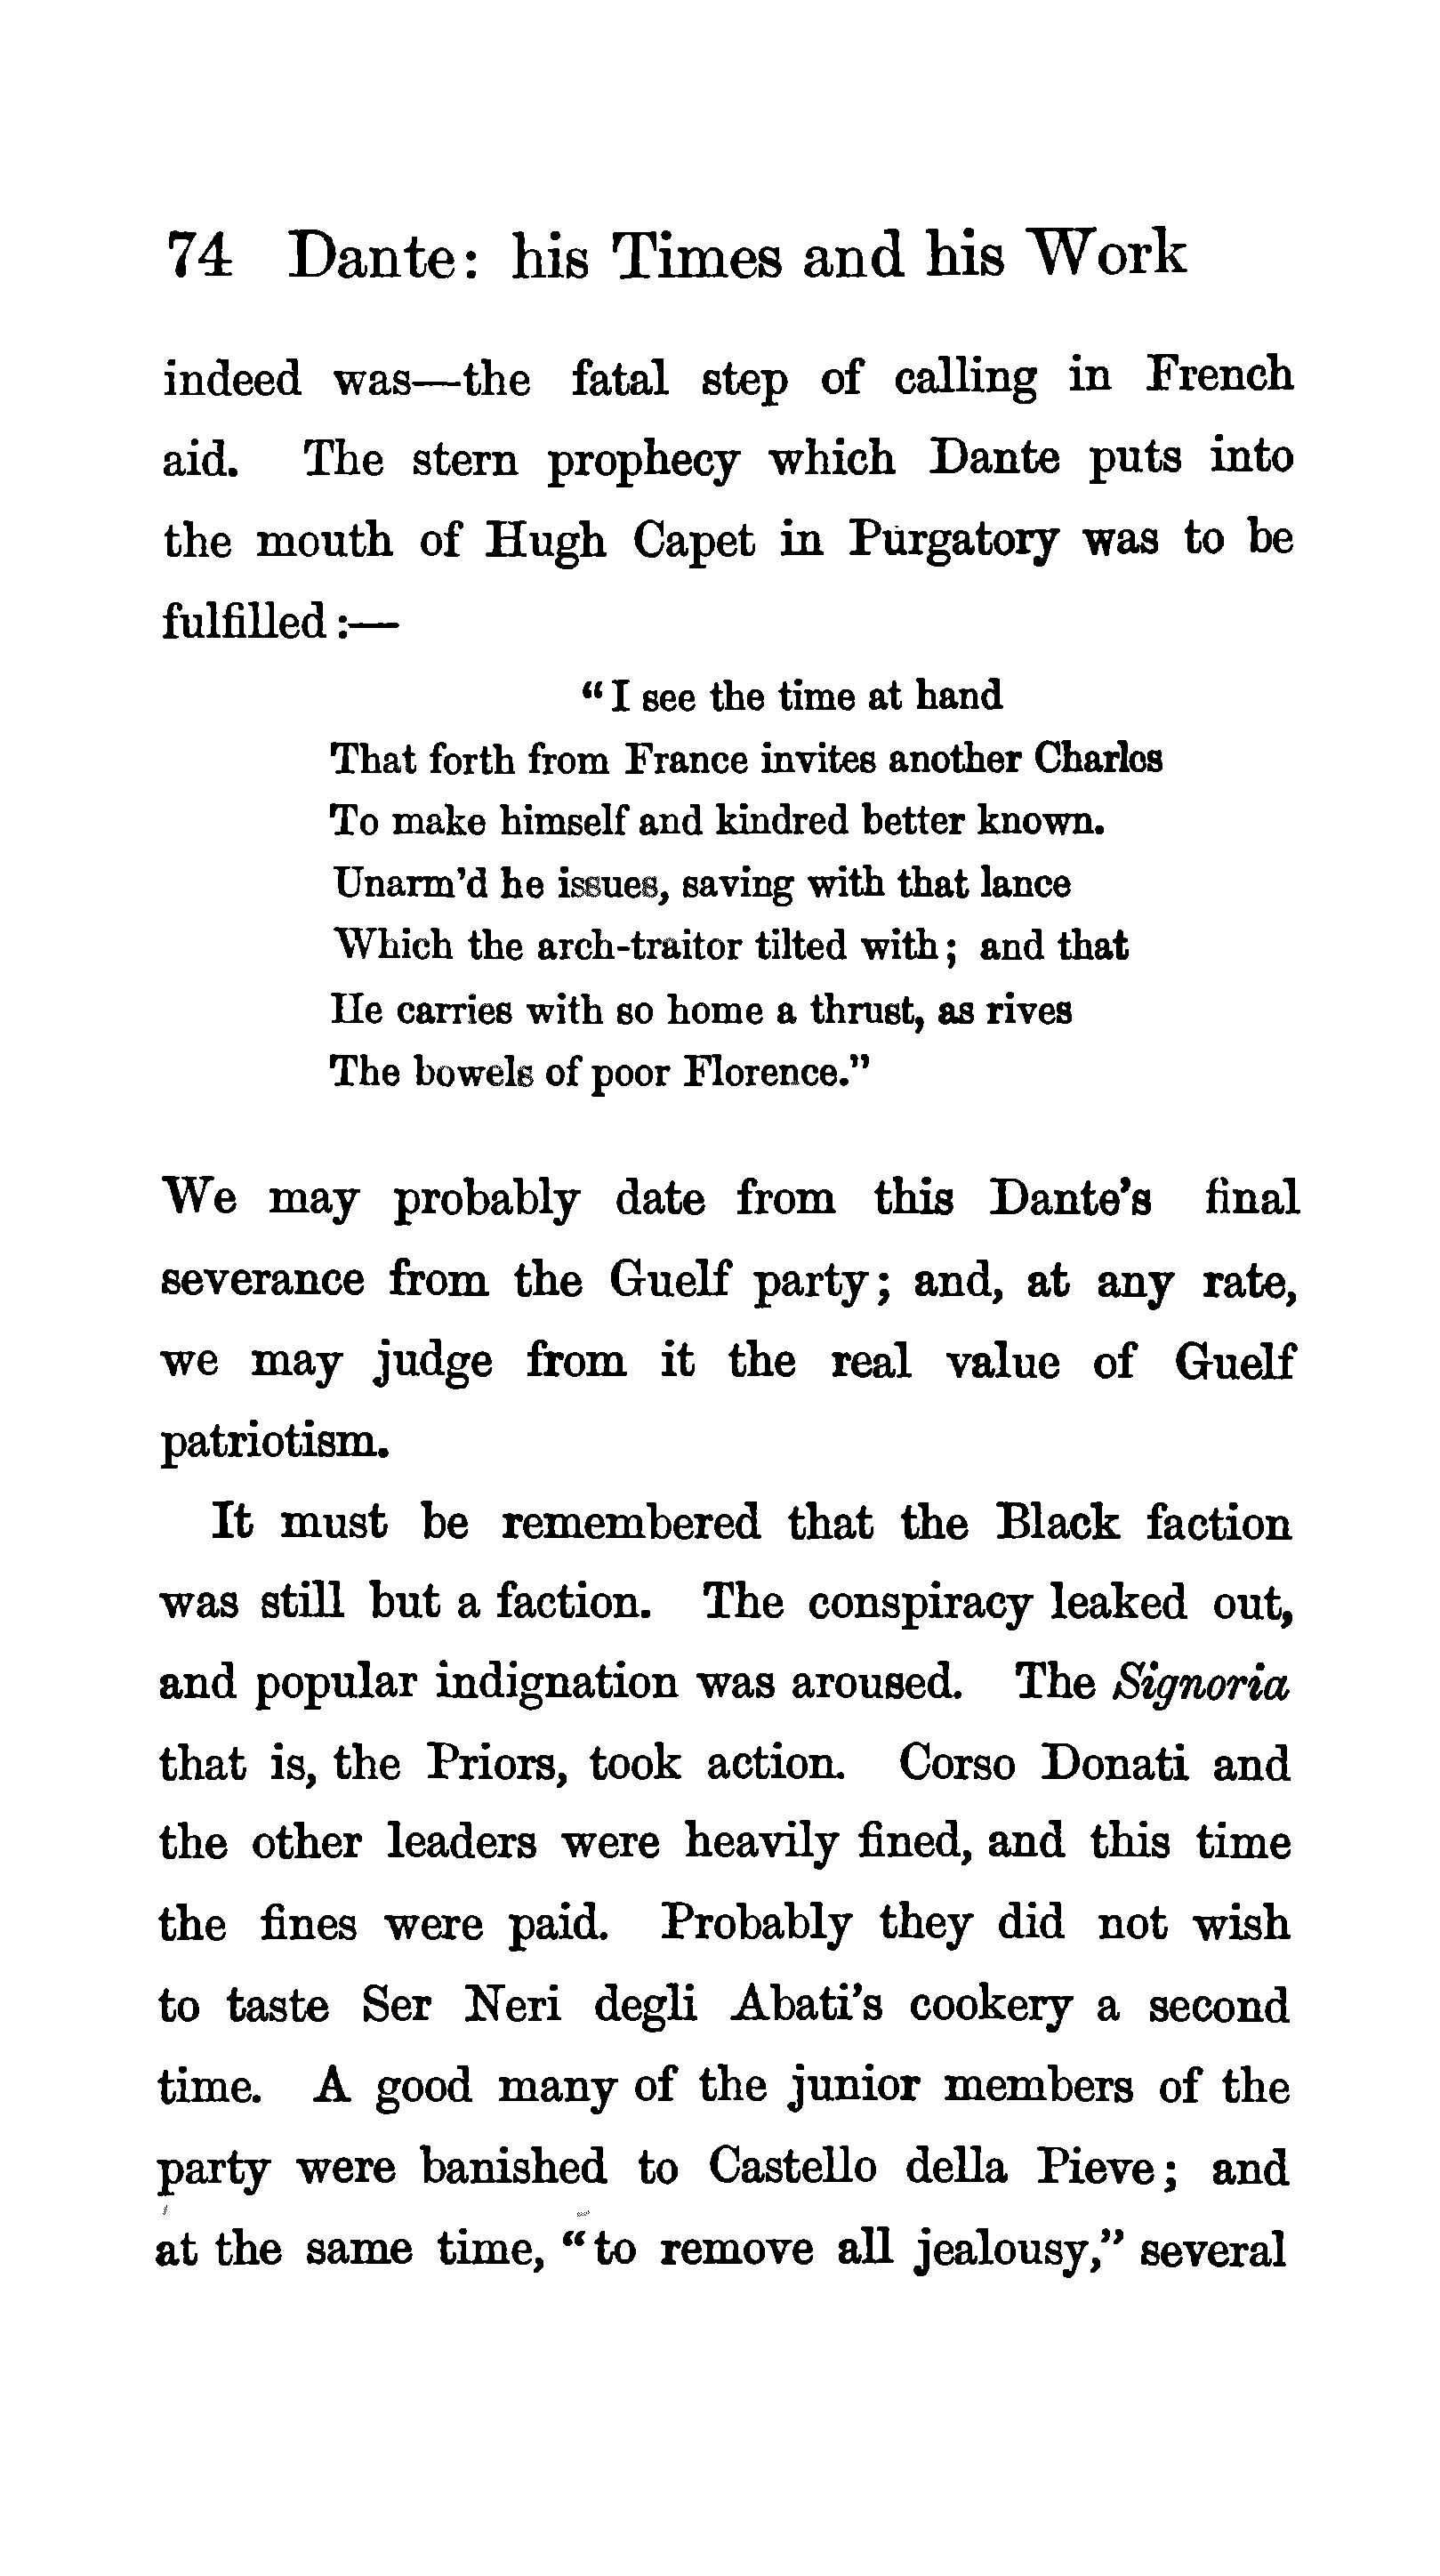 74 Dante: his Times and his Work
indeed was—the fatal step of calling in French
aid. The stern prophecy which Dante puts into
the mouth of Hugh Capet in Purgatory was to be
fulfilled:—
"I see the time at hand
That forth from France invites another Charles
To make himself and kindred better known.
Unarm'd he issues, saving with that lance
Which the arch-traitor tilted with; and that
He carries with so home a thrust, as rives
The bowels of poor Florence."
We may probably date from this Dante's final
severance from the Guelf party; and, at any rate,
we may judge from it the real value of Guelf
patriotism.
It must be remembered that the Black faction
was still but a faction. The conspiracy leaked out,
and popular indignation was aroused. The Signoria
that is, the Priors, took action. Corso Donati and
the other leaders were heavily fined, and this time
the fines were paid. Probably they did not wish
to taste Ser Neri degli Abati's cookery a second
time. A good many of the junior members of the
party were banished to Castello della Pieve; and
at the same time, "to remove all jealousy," several